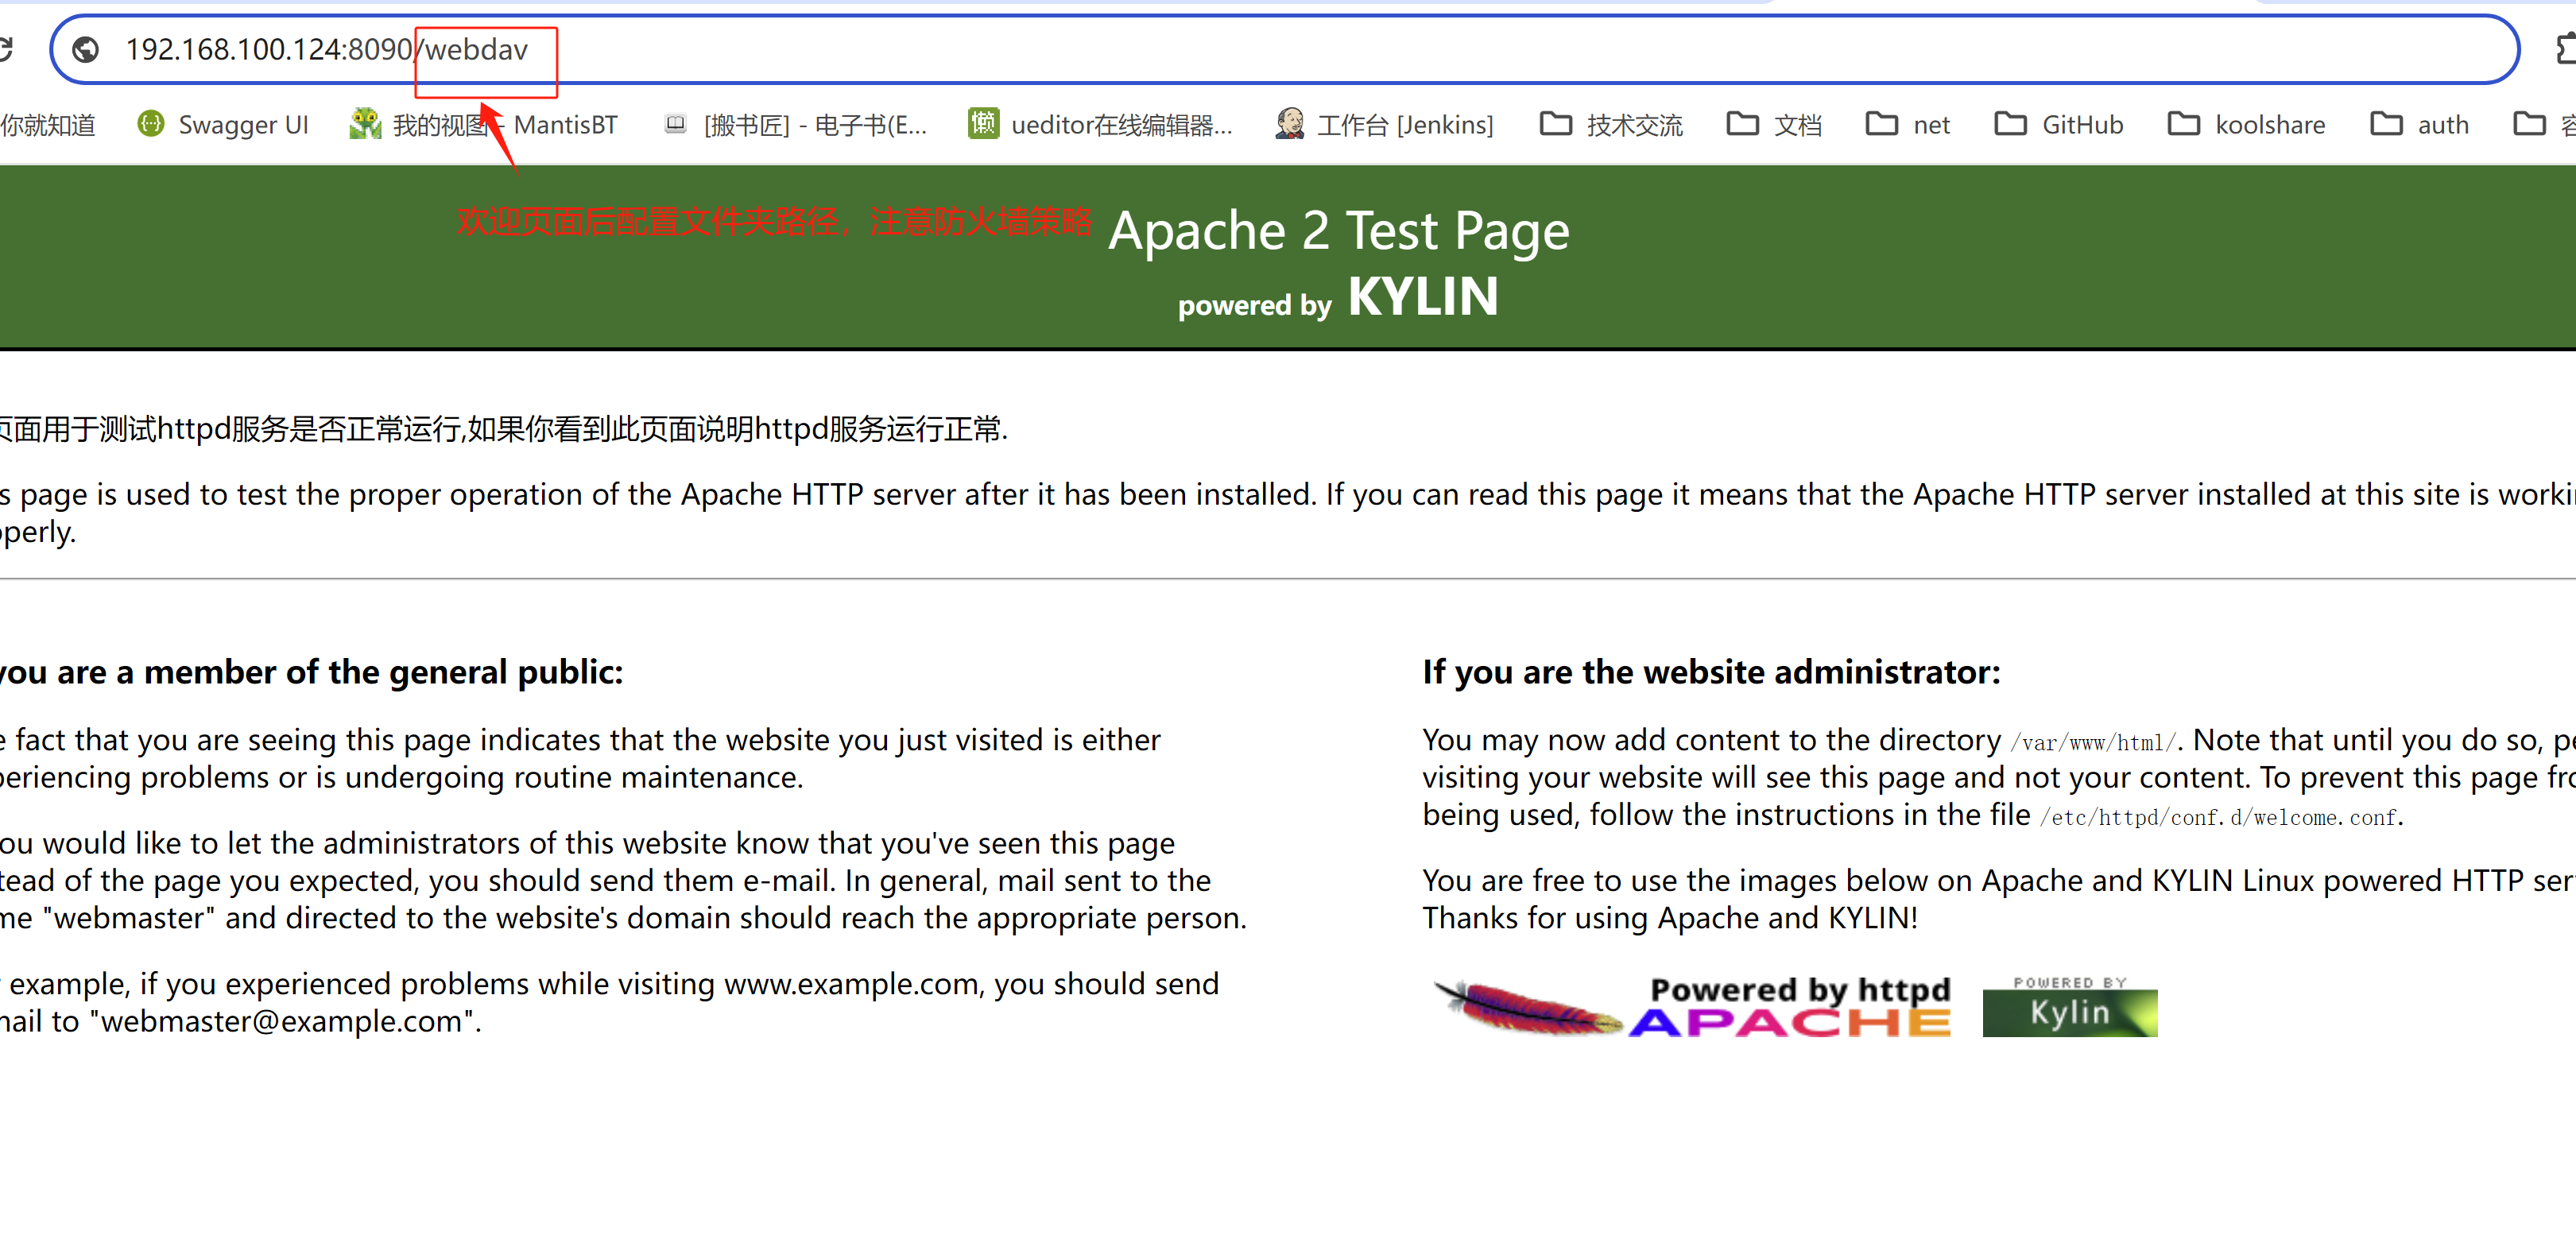 192.168.100.124:8090/webdav
你就知道 Swagger UI 我的视图 - MantisBT [搬书匠] - 电子书(E... 懒 ueditor在线编辑器... 工作台 [Jenkins] 技术交流 文档 net GitHub koolshare auth
欢迎页面后配置文件夹路径，注意防火墙策略
Apache 2 Test Page
powered by KYLIN
页面用于测试httpd服务是否正常运行,如果你看到此页面说明httpd服务运行正常.
s page is used to test the proper operation of the Apache HTTP server after it has been installed. If you can read this page it means that the Apache HTTP server installed at this site is worki
perly.
you are a member of the general public:
e fact that you are seeing this page indicates that the website you just visited is either
periencing problems or is undergoing routine maintenance.
ou would like to let the administrators of this website know that you've seen this page
tead of the page you expected, you should send them e-mail. In general, mail sent to the
me "webmaster" and directed to the website's domain should reach the appropriate person.
example, if you experienced problems while visiting www.example.com, you should send
nail to "webmaster@example.com".
If you are the website administrator:
You may now add content to the directory /var/www/html/. Note that until you do so, pe
visiting your website will see this page and not your content. To prevent this page fro
being used, follow the instructions in the file /etc/httpd/conf.d/welcome.conf.
You are free to use the images below on Apache and KYLIN Linux powered HTTP ser
Thanks for using Apache and KYLIN!
Powered by httpd
APACHE
POWERED BY
Kylin